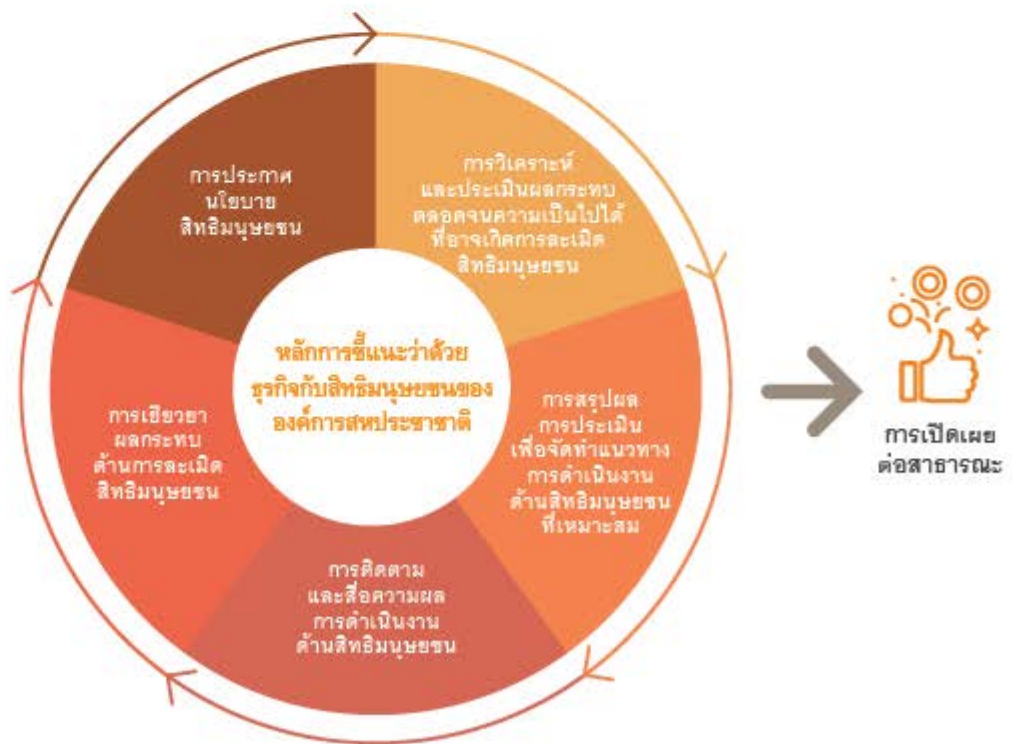 การประกาศ
นโยบาย
สิทธิมนุษยชน
การวิเคราะห์
และประเมินผลกระทบ
ตลอดจนความเป็นไปได้
ที่อาจเกิดการละเมิด
สิทธิมนุษยชน
หลักการชี้แนะว่าด้วย
ธุรกิจกับสิทธิมนุษยชนของ
องค์การสหประชาชาติ
การเยียวยา
ผลกระทบ
ด้านการละเมิด
สิทธิมนุษยชน
การสรุปผล
การประเมิน
เพื่อจัดทำแนวทาง
การดำเนินงาน
ด้านสิทธิมนุษยชน
ที่เหมาะสม
การติดตาม
และสื่อความผล
การดำเนินงาน
ด้านสิทธิมนุษยชน
การเปิดเผย
ต่อสาธารณะ